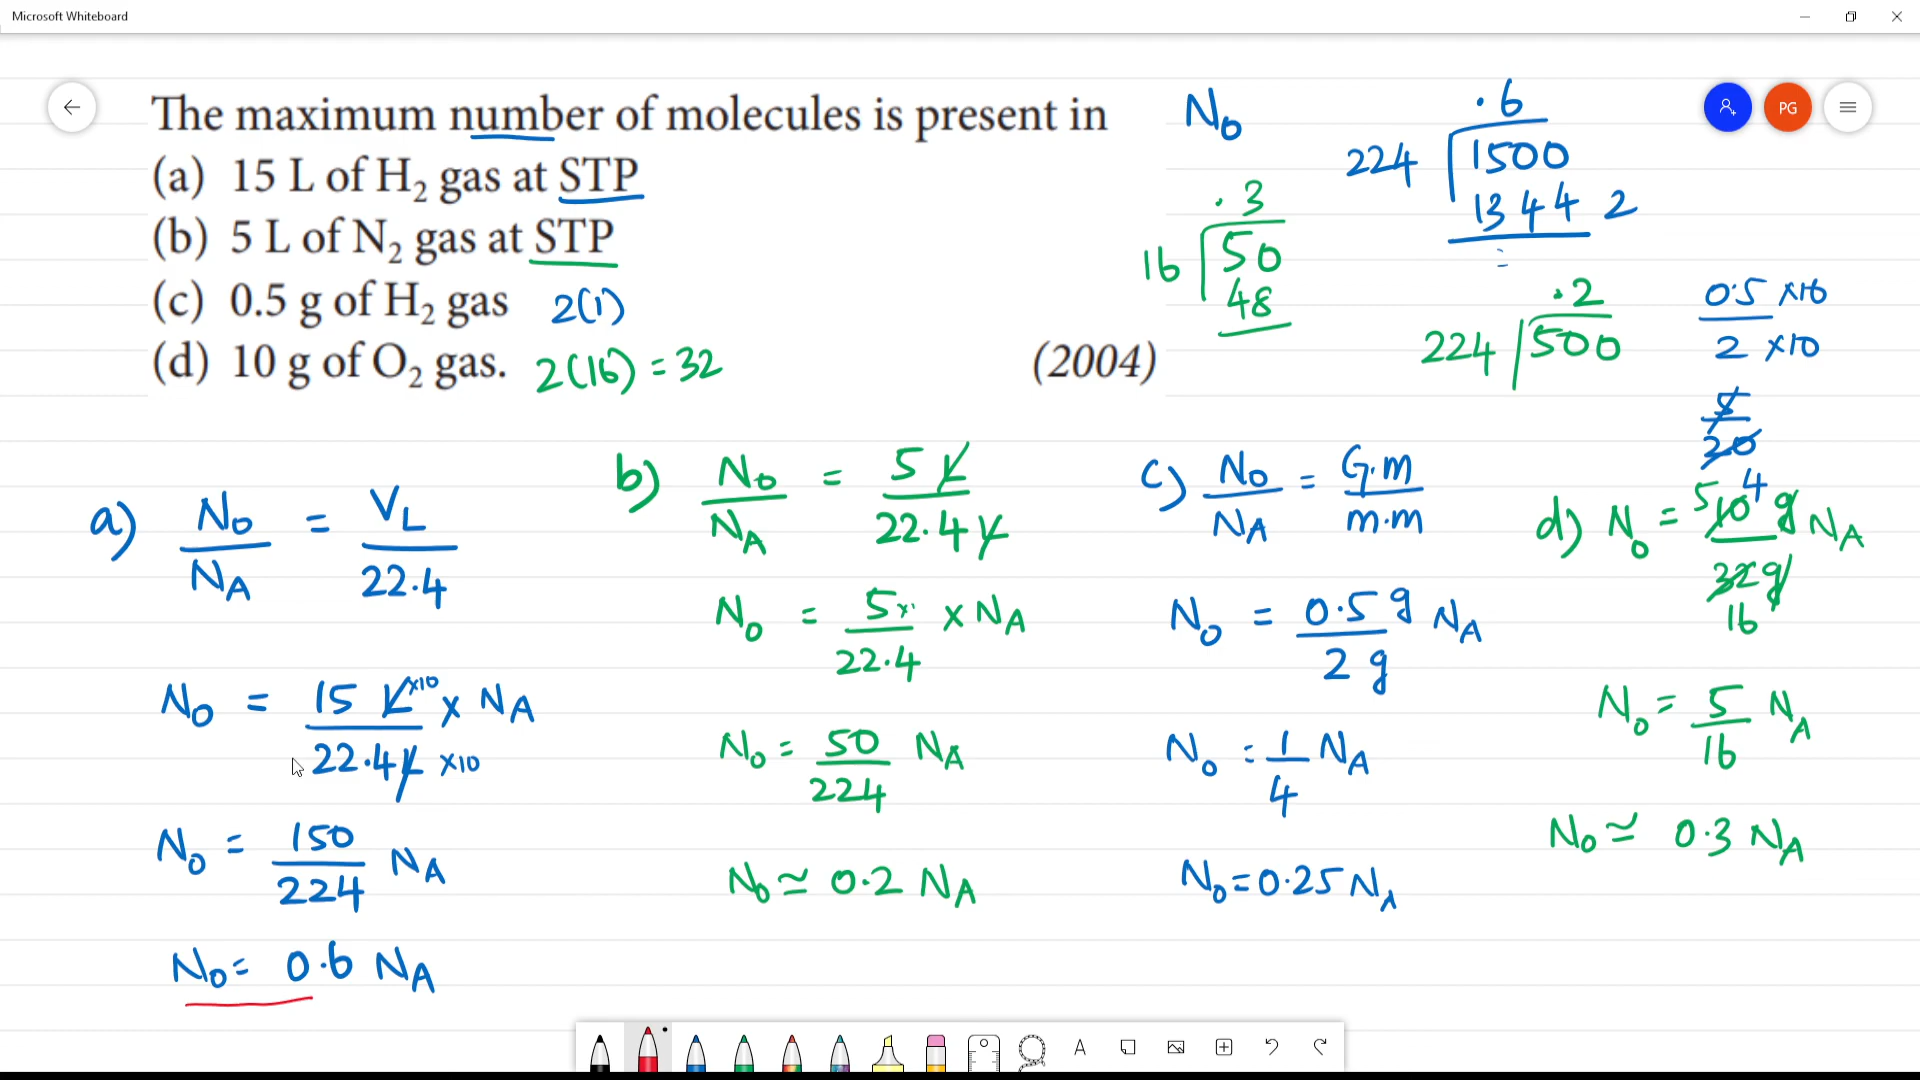 Microsoft Whiteboard
PG
The maximum number of molecules is present in
(a) 15 L of H₂ gas at STP
(b) 5 L of N₂ gas at STP
(c) 0.5 g of H₂ gas 2(1)
(d) 10 g of O₂ gas. 2(16) = 32
(2004)
N₀
.6
224 1500
1344 2
=
.3
16 50
48
.2
224 500
0.5 ×10
2 ×10
5
20
4
a) N₀/N_A = V_L/22.4
N₀ = 15 L ×10 / 22.4 L ×10 × N_A
N₀ = 150/224 N_A
N₀ = 0.6 N_A
b) N₀/N_A = 5 L/22.4 L
N₀ = 5/22.4 × N_A
N₀ = 50/224 N_A
N₀ ≃ 0.2 N_A
c) N₀/N_A = G.m/m.m
N₀ = 0.5 g/2 g N_A
N₀ = 1/4 N_A
N₀ = 0.25 N_A
d) N₀ = 5 10 g/32 g N_A
16
N₀ = 5/16 N_A
N₀ ≃ 0.3 N_A
A